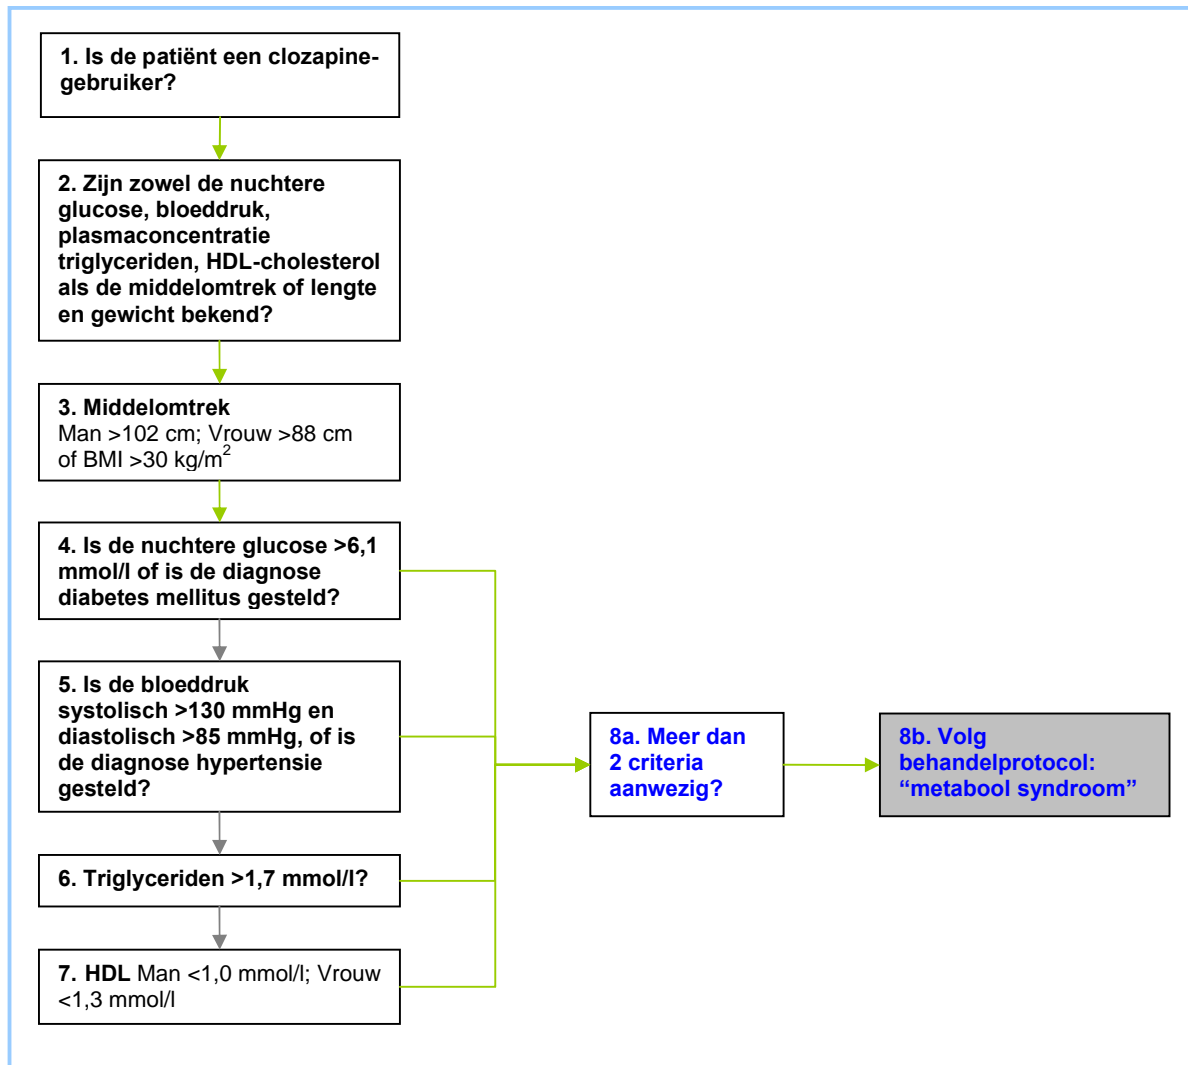 1. Is de patiënt een clozapine-
gebruiker?
2. Zijn zowel de nuchtere
glucose, bloeddruk,
plasmaconcentratie
triglyceriden, HDL-cholesterol
als de middelomtrek of lengte
en gewicht bekend?
3. Middelomtrek
Man >102 cm; Vrouw >88 cm
of BMI >30 kg/m²
4. Is de nuchtere glucose >6,1
mmol/l of is de diagnose
diabetes mellitus gesteld?
5. Is de bloeddruk
systolisch >130 mmHg en
diastolisch >85 mmHg, of is
de diagnose hypertensie
gesteld?
6. Triglyceriden >1,7 mmol/l?
7. HDL Man <1,0 mmol/l; Vrouw
<1,3 mmol/l
8a. Meer dan
2 criteria
aanwezig?
8b. Volg
behandelprotocol:
“metabool syndroom”